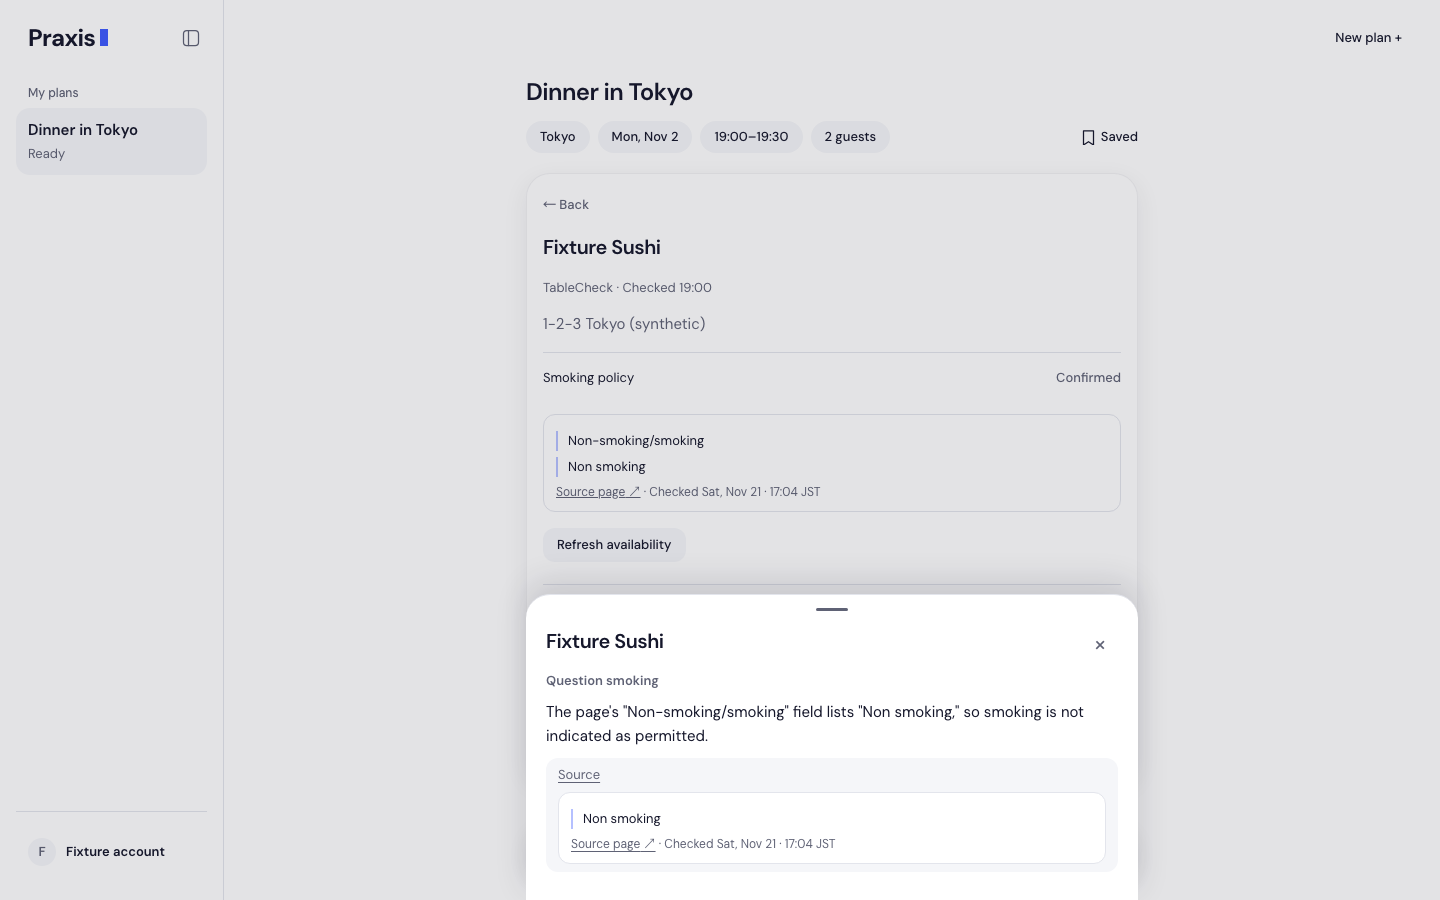 Praxis
New plan +
My plans
Dinner in Tokyo
Ready
Dinner in Tokyo
Tokyo
Mon, Nov 2
19:00–19:30
2 guests
Saved
← Back
Fixture Sushi
TableCheck · Checked 19:00
1-2-3 Tokyo (synthetic)
Smoking policy
Confirmed
Non-smoking/smoking
Non smoking
Source page ↗ · Checked Sat, Nov 21 · 17:04 JST
Refresh availability
Fixture Sushi
×
Question smoking
The page's "Non-smoking/smoking" field lists "Non smoking," so smoking is not
indicated as permitted.
Source
Non smoking
Source page ↗ · Checked Sat, Nov 21 · 17:04 JST
F
Fixture account